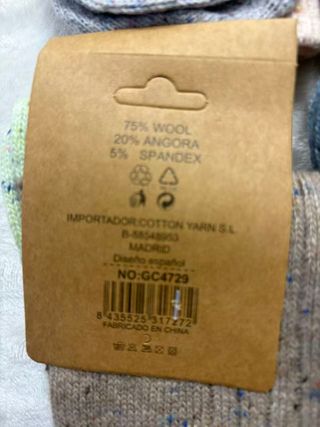 75% WOOL
20% ANGORA
5% SPANDEX
IMPORTADOR:COTTON YARN S.L
B-88548953
MADRID
Diseño español
NO:GC4729
8 435525 317272
FABRICADO EN CHINA